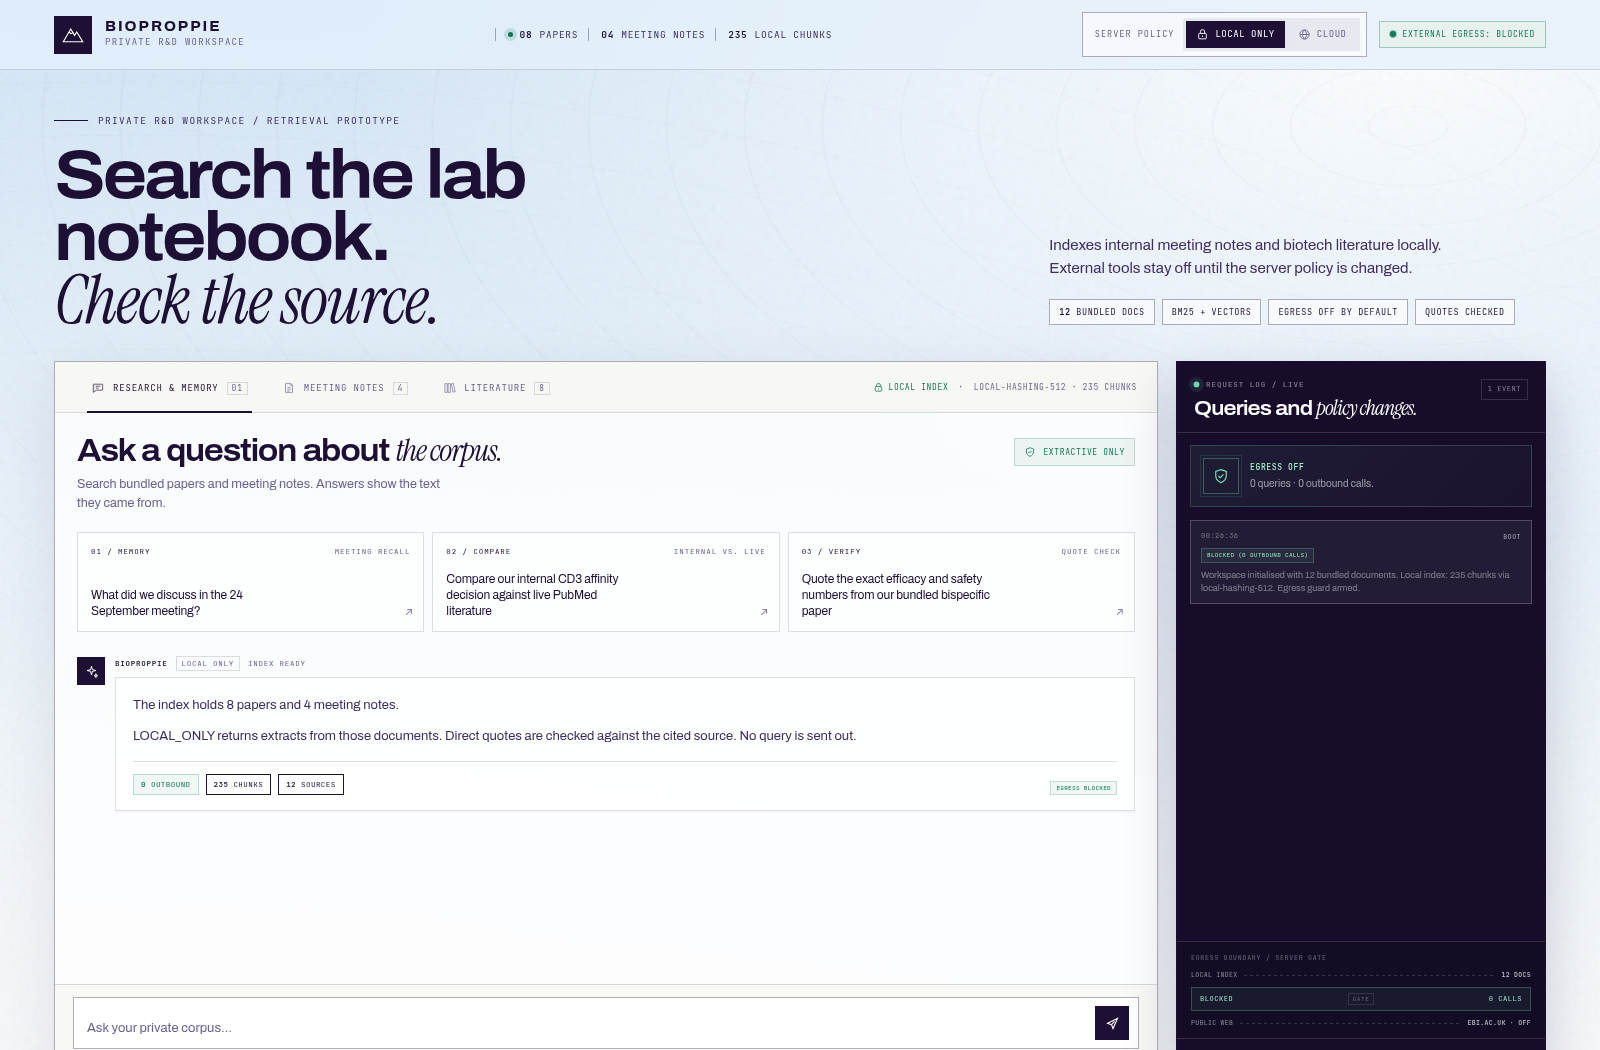 BIOPROPPIE
PRIVATE R&D WORKSPACE
08 PAPERS
04 MEETING NOTES
235 LOCAL CHUNKS
SERVER POLICY
LOCAL ONLY
CLOUD
EXTERNAL EGRESS: BLOCKED
PRIVATE R&D WORKSPACE / RETRIEVAL PROTOTYPE
Search the lab
notebook.
Check the source.
Indexes internal meeting notes and biotech literature locally.
External tools stay off until the server policy is changed.
12 BUNDLED DOCS
BM25 + VECTORS
EGRESS OFF BY DEFAULT
QUOTES CHECKED
RESEARCH & MEMORY 01
MEETING NOTES 4
LITERATURE 8
LOCAL INDEX · LOCAL-HASHING-512 · 235 CHUNKS
Ask a question about the corpus.
Search bundled papers and meeting notes. Answers show the text
they came from.
EXTRACTIVE ONLY
01 / MEMORY
MEETING RECALL
What did we discuss in the 24
September meeting?
02 / COMPARE
INTERNAL VS. LIVE
Compare our internal CD3 affinity
decision against live PubMed
literature
03 / VERIFY
QUOTE CHECK
Quote the exact efficacy and safety
numbers from our bundled bispecific
paper
BIOPROPPIE LOCAL ONLY INDEX READY
The index holds 8 papers and 4 meeting notes.
LOCAL_ONLY returns extracts from those documents. Direct quotes are checked against the cited source. No query is sent out.
0 OUTBOUND
235 CHUNKS
12 SOURCES
EGRESS BLOCKED
Ask your private corpus...
REQUEST LOG / LIVE
Queries and policy changes.
1 EVENT
EGRESS OFF
0 queries · 0 outbound calls.
00:26:36
BOOT
BLOCKED (0 OUTBOUND CALLS)
Workspace initialised with 12 bundled documents. Local index: 235 chunks via
local-hashing-512. Egress guard armed.
EGRESS BOUNDARY / SERVER GATE
LOCAL INDEX 12 DOCS
BLOCKED GATE 0 CALLS
PUBLIC WEB EBI.AC.UK · OFF